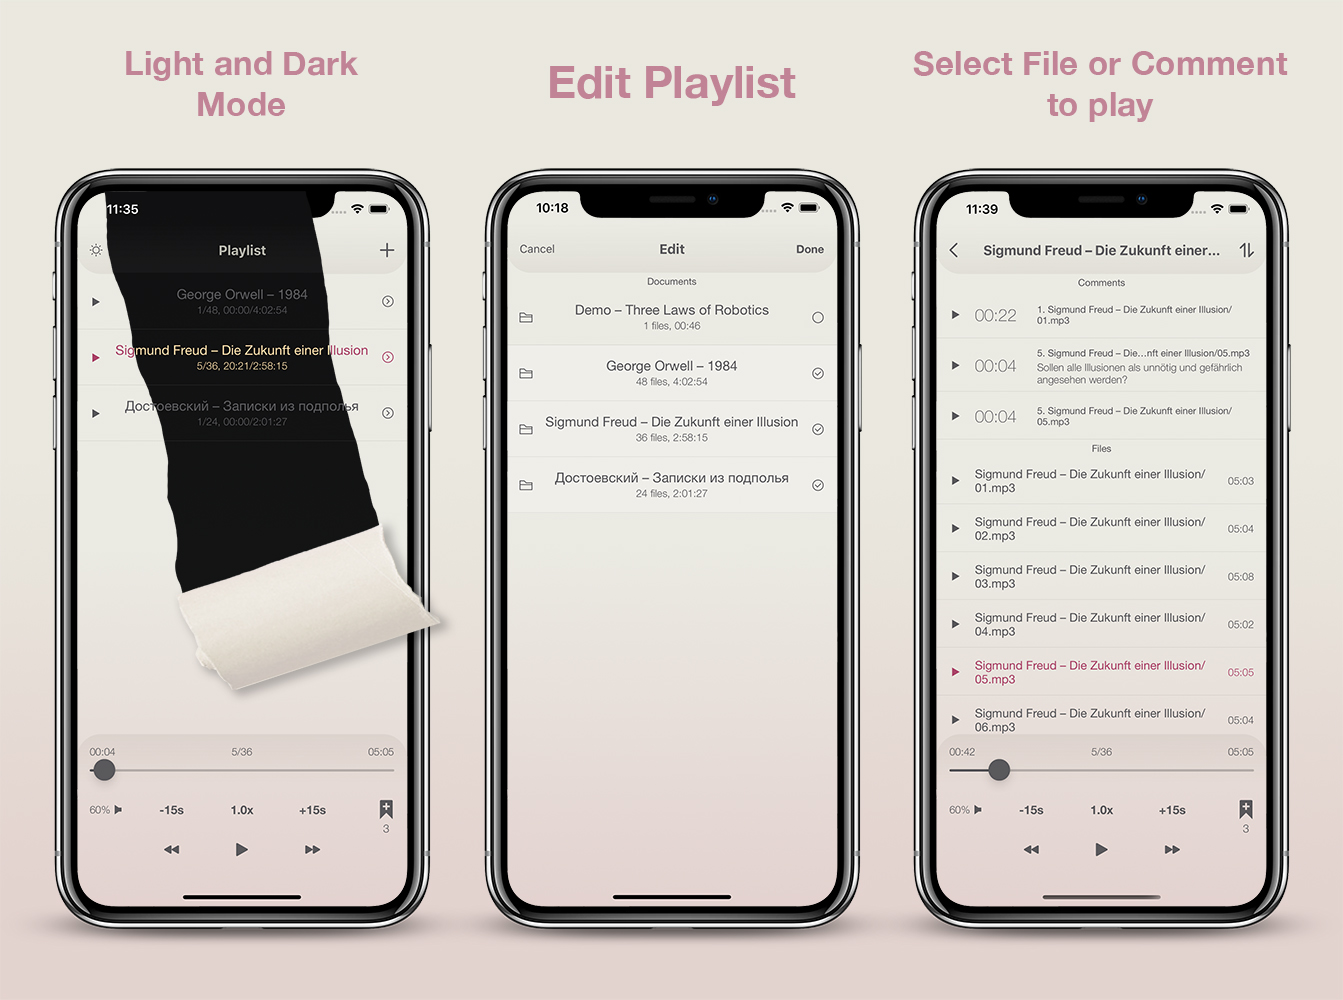 Light and Dark
Mode
11:35
Playlist
George Orwell – 1984
1/48, 00:00/4:02:54
Sigmund Freud – Die Zukunft einer Illusion
5/36, 20:21/2:58:15
Достоевский – Записки из подполья
1/24, 00:00/2:01:27
00:04
5/36
05:05
60%
-15s
1.0x
+15s
3
Edit Playlist
10:18
Cancel
Edit
Done
Documents
Demo – Three Laws of Robotics
1 files, 00:46
George Orwell – 1984
48 files, 4:02:54
Sigmund Freud – Die Zukunft einer Illusion
36 files, 2:58:15
Достоевский – Записки из подполья
24 files, 2:01:27
Select File or Comment
to play
11:39
Sigmund Freud – Die Zukunft einer...
Comments
00:22
1. Sigmund Freud – Die Zukunft einer Illusion/
01.mp3
00:04
5. Sigmund Freud – Die...nft einer Illusion/05.mp3
Sollen alle Illusionen als unnötig und gefährlich
angesehen werden?
00:04
5. Sigmund Freud – Die Zukunft einer Illusion/
05.mp3
Files
Sigmund Freud – Die Zukunft einer Illusion/
01.mp3
05:03
Sigmund Freud – Die Zukunft einer Illusion/
02.mp3
05:04
Sigmund Freud – Die Zukunft einer Illusion/
03.mp3
05:08
Sigmund Freud – Die Zukunft einer Illusion/
04.mp3
05:02
Sigmund Freud – Die Zukunft einer Illusion/
05.mp3
05:05
Sigmund Freud – Die Zukunft einer Illusion/
06.mp3
05:04
00:42
5/36
05:05
60%
-15s
1.0x
+15s
3